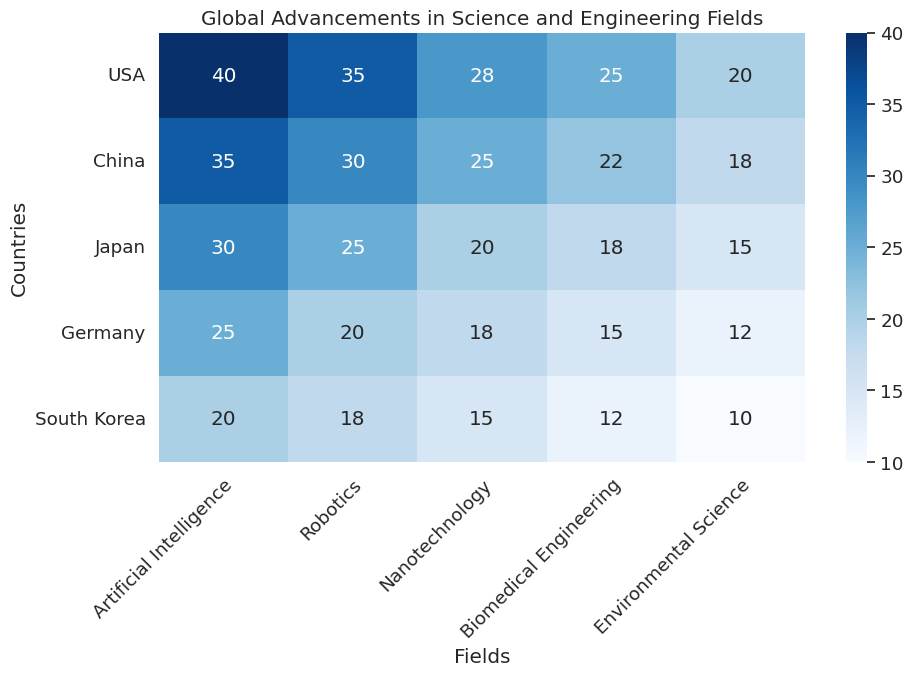 Global Advancements in Science and Engineering Fields
Countries
USA 40 35 28 25 20
China 35 30 25 22 18
Japan 30 25 20 18 15
Germany 25 20 18 15 12
South Korea 20 18 15 12 10
Artificial Intelligence
Robotics
Nanotechnology
Biomedical Engineering
Environmental Science
Fields
40
35
30
25
20
15
10